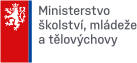 Ministerstvo
školství, mládeže
a tělovýchovy